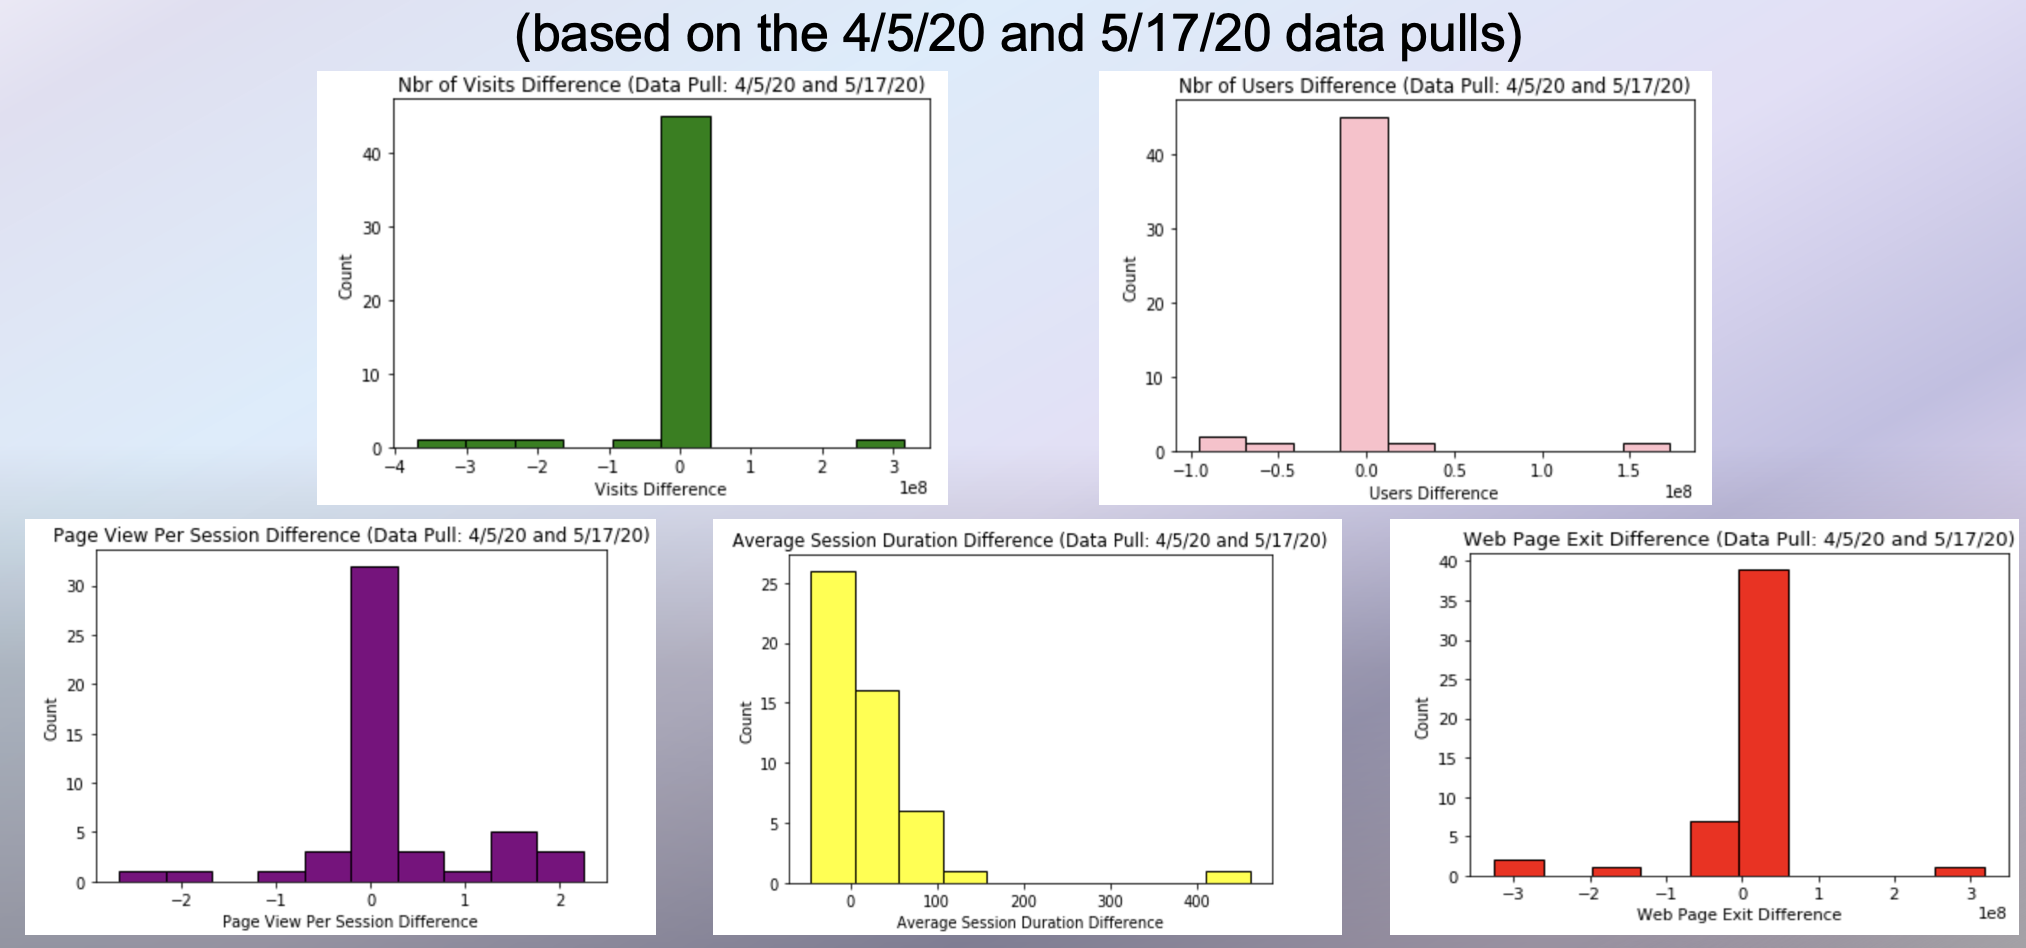 (based on the 4/5/20 and 5/17/20 data pulls)
Nbr of Visits Difference (Data Pull: 4/5/20 and 5/17/20)
Count
40
30
20
10
0
−4 −3 −2 −1 0 1 2 3
1e8
Visits Difference
Nbr of Users Difference (Data Pull: 4/5/20 and 5/17/20)
Count
40
30
20
10
0
−1.0 −0.5 0.0 0.5 1.0 1.5
1e8
Users Difference
Page View Per Session Difference (Data Pull: 4/5/20 and 5/17/20)
Count
30
25
20
15
10
5
0
−2 −1 0 1 2
Page View Per Session Difference
Average Session Duration Difference (Data Pull: 4/5/20 and 5/17/20)
Count
25
20
15
10
5
0
0 100 200 300 400
Average Session Duration Difference
Web Page Exit Difference (Data Pull: 4/5/20 and 5/17/20)
Count
40
35
30
25
20
15
10
5
0
−3 −2 −1 0 1 2 3
1e8
Web Page Exit Difference